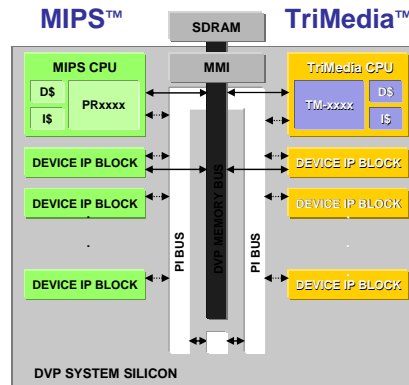 MIPS™
TriMedia™
SDRAM
MMI
MIPS CPU
D$
I$
PRxxxx
TriMedia CPU
TM-xxxx
D$
I$
DEVICE IP BLOCK
DEVICE IP BLOCK
.
.
DEVICE IP BLOCK
PI BUS
DVP MEMORY BUS
PI BUS
DEVICE IP BLOCK
DEVICE IP BLOCK
.
.
DEVICE IP BLOCK
DVP SYSTEM SILICON